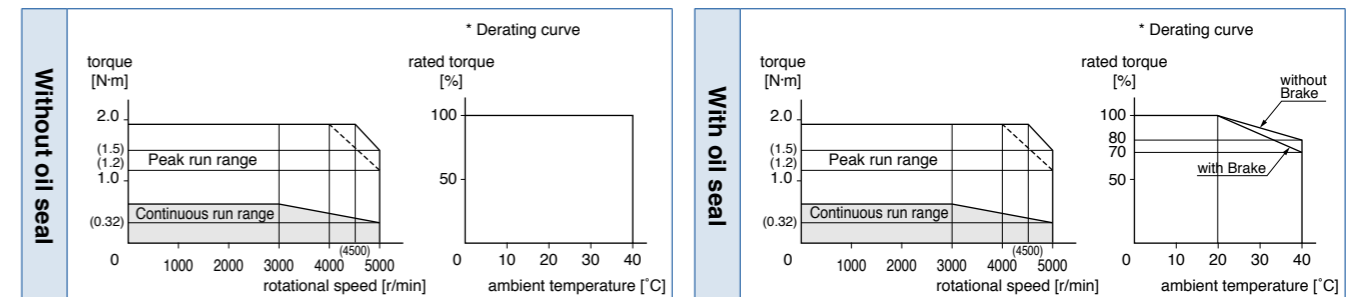 Without oil seal
* Derating curve
torque
[N·m]
2.0
(1.5)
(1.2)
1.0
(0.32)
Peak run range
Continuous run range
(4500)
0 1000 2000 3000 4000 5000
rotational speed [r/min]
rated torque
[%]
100
50
0 10 20 30 40
ambient temperature [˚C]
With oil seal
* Derating curve
torque
[N·m]
2.0
(1.5)
(1.2)
1.0
(0.32)
Peak run range
Continuous run range
(4500)
0 1000 2000 3000 4000 5000
rotational speed [r/min]
rated torque
[%]
without
Brake
100
80
70
50
with Brake
0 10 20 30 40
ambient temperature [˚C]